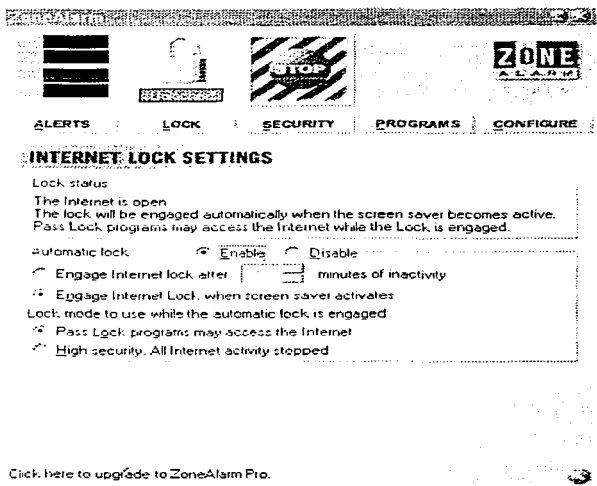 ZoneAlarm
STOP
ZONE
ALARM
ALERTS
LOCK
SECURITY
PROGRAMS
CONFIGURE
INTERNET LOCK SETTINGS
Lock status
The Internet is open
The lock will be engaged automatically when the screen saver becomes active.
Pass Lock programs may access the Internet while the Lock is engaged.
Automatic lock Enable Disable
Engage Internet lock after minutes of inactivity
Engage Internet Lock when screen saver activates
Lock mode to use while the automatic lock is engaged
Pass Lock programs may access the Internet
High security. All Internet activity stopped
Click here to upgrade to ZoneAlarm Pro.